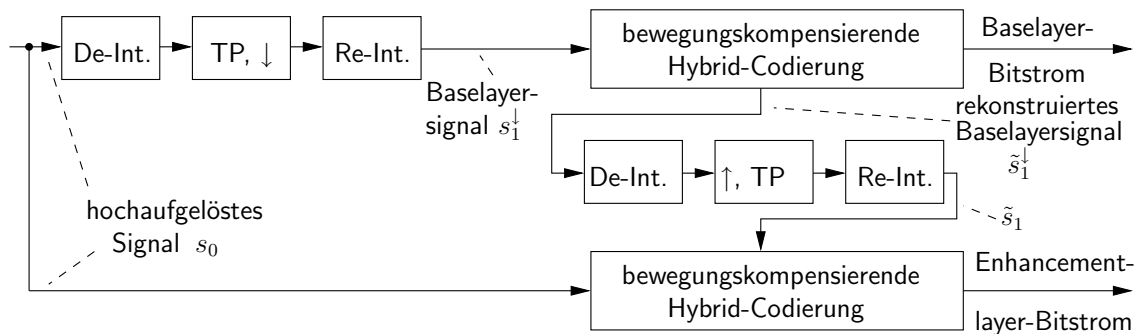 De-Int.
TP, ↓
Re-Int.
bewegungskompensierende
Hybrid-Codierung
Baselayer-
Bitstrom
Baselayer-
signal s₁↓
rekonstruiertes
Baselayersignal
s̃₁↓
De-Int.
↑, TP
Re-Int.
s̃₁
hochaufgelöstes
Signal s₀
bewegungskompensierende
Hybrid-Codierung
Enhancement-
layer-Bitstrom